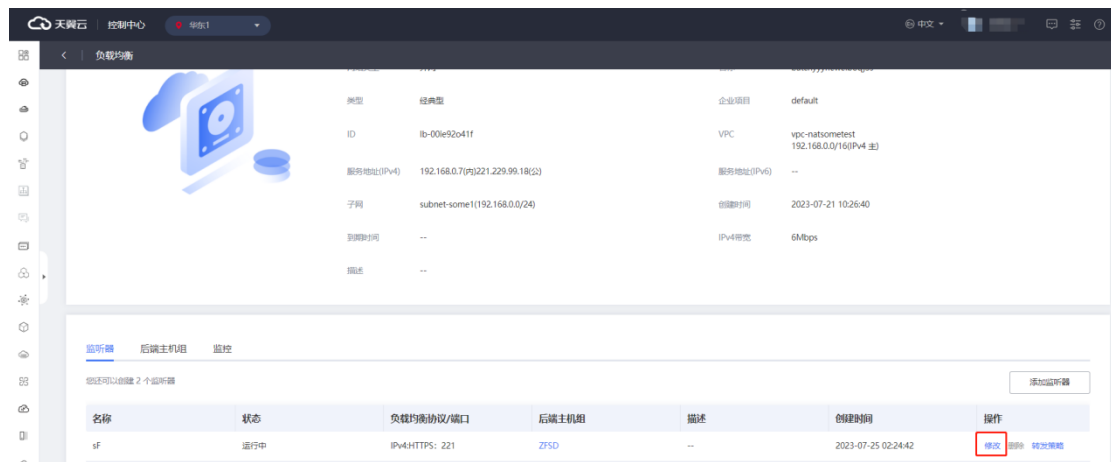 天翼云 控制中心 华东1 中文
负载均衡
类型 经典型 企业项目 default
ID lb-00ie92o41f VPC vpc-natsometest
192.168.0.0/16(IPv4 主)
服务地址(IPv4) 192.168.0.7(内)221.229.99.18(公) 服务地址(IPv6) --
子网 subnet-some1(192.168.0.0/24) 创建时间 2023-07-21 10:26:40
到期时间 -- IPv4带宽 6Mbps
描述 --
监听器 后端主机组 监控
您还可以创建 2 个监听器 添加监听器
名称 状态 负载均衡协议/端口 后端主机组 描述 创建时间 操作
sF 运行中 IPv4:HTTPS: 221 ZFSD -- 2023-07-25 02:24:42 修改 删除 转发策略